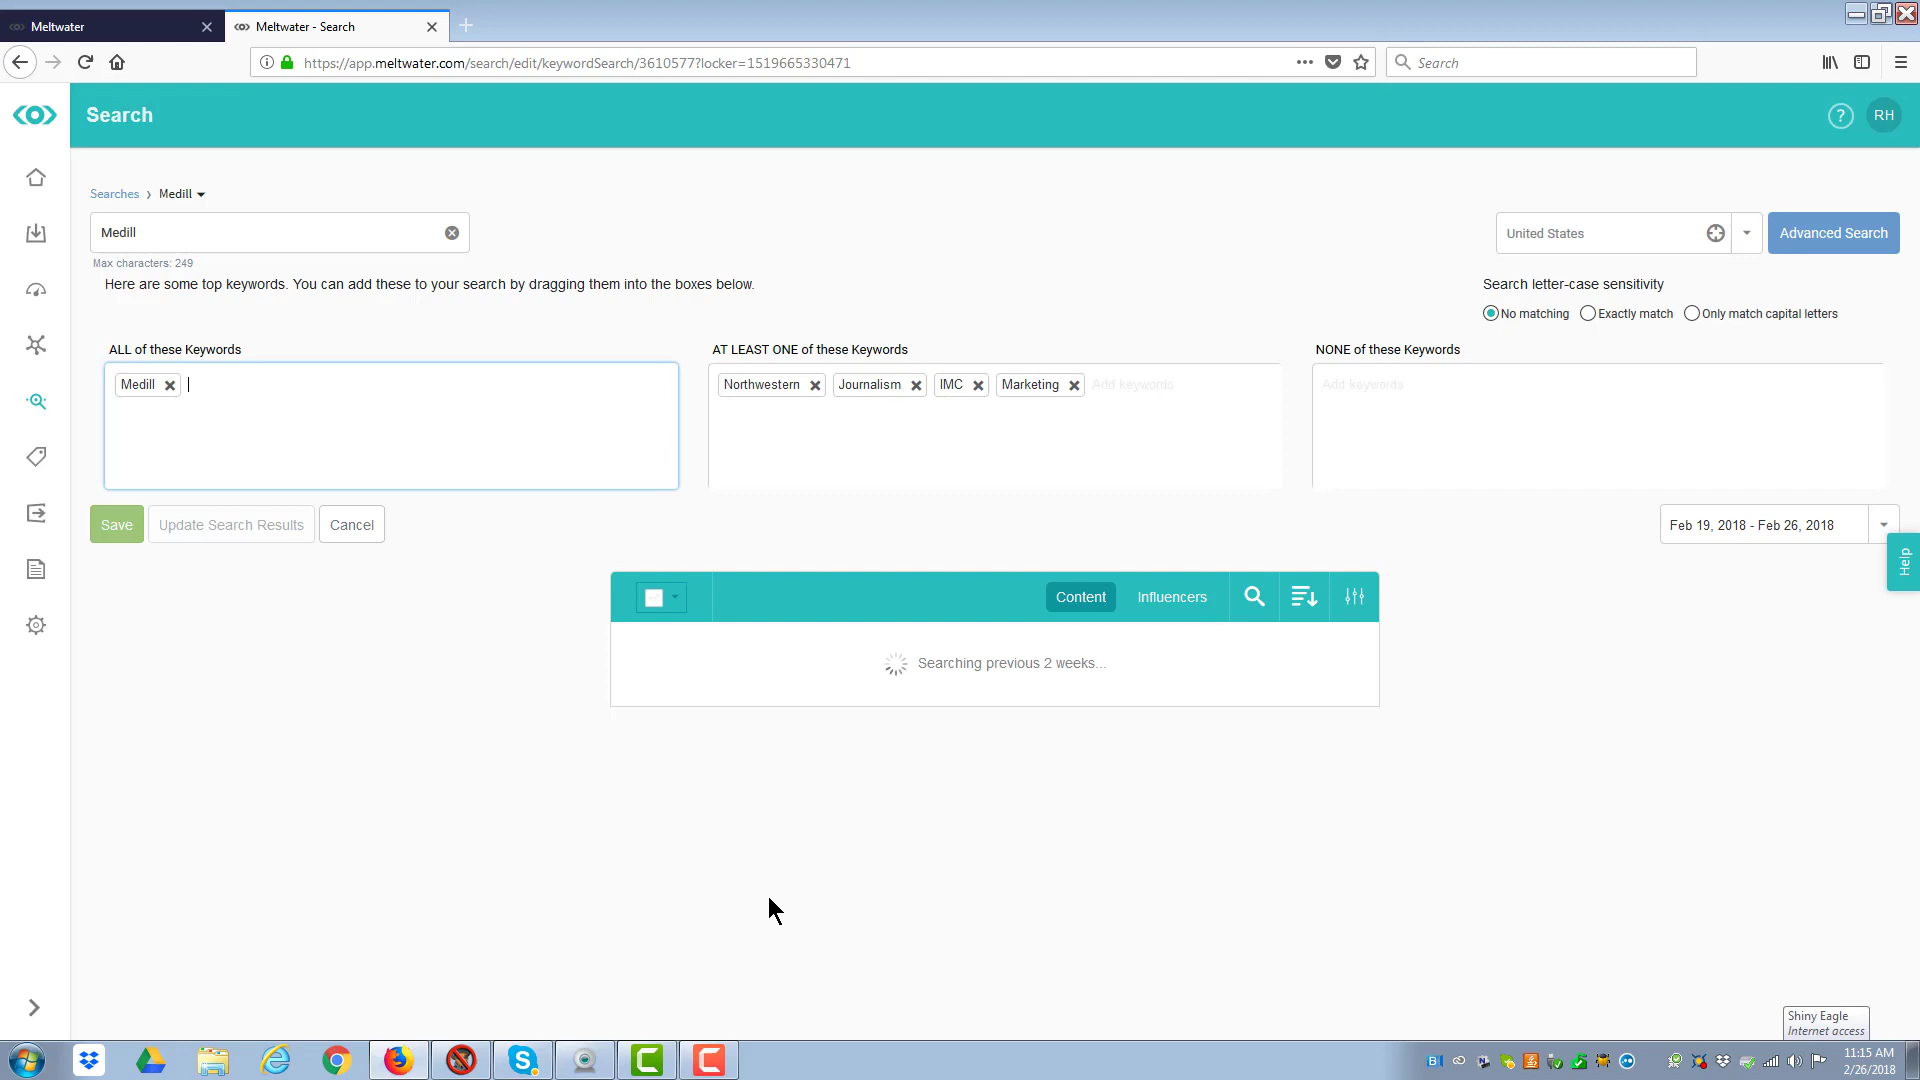 Meltwater
Meltwater - Search
https://app.meltwater.com/search/edit/keywordSearch/3610577?locker=1519665330471
Search
Search
?
RH
Searches › Medill
Medill
Max characters: 249
United States
Advanced Search
Here are some top keywords. You can add these to your search by dragging them into the boxes below.
Search letter-case sensitivity
No matching
Exactly match
Only match capital letters
ALL of these Keywords
AT LEAST ONE of these Keywords
NONE of these Keywords
Medill
Northwestern
Journalism
IMC
Marketing
Add keywords
Add keywords
Save
Update Search Results
Cancel
Feb 19, 2018 - Feb 26, 2018
Help
Content
Influencers
Searching previous 2 weeks...
Shiny Eagle
Internet access
11:15 AM
2/26/2018